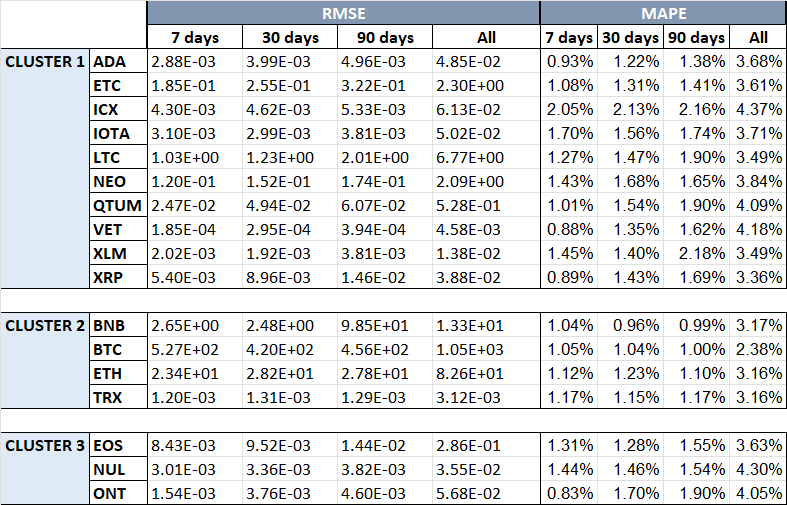 RMSE MAPE
7 days 30 days 90 days All 7 days 30 days 90 days All
CLUSTER 1 ADA 2.88E-03 3.99E-03 4.96E-03 4.85E-02 0.93% 1.22% 1.38% 3.68%
ETC 1.85E-01 2.55E-01 3.22E-01 2.30E+00 1.08% 1.31% 1.41% 3.61%
ICX 4.30E-03 4.62E-03 5.33E-03 6.13E-02 2.05% 2.13% 2.16% 4.37%
IOTA 3.10E-03 2.99E-03 3.81E-03 5.02E-02 1.70% 1.56% 1.74% 3.71%
LTC 1.03E+00 1.23E+00 2.01E+00 6.77E+00 1.27% 1.47% 1.90% 3.49%
NEO 1.20E-01 1.52E-01 1.74E-01 2.09E+00 1.43% 1.68% 1.65% 3.84%
QTUM 2.47E-02 4.94E-02 6.07E-02 5.28E-01 1.01% 1.54% 1.90% 4.09%
VET 1.85E-04 2.95E-04 3.94E-04 4.58E-03 0.88% 1.35% 1.62% 4.18%
XLM 2.02E-03 1.92E-03 3.81E-03 1.38E-02 1.45% 1.40% 2.18% 3.49%
XRP 5.40E-03 8.96E-03 1.46E-02 3.88E-02 0.89% 1.43% 1.69% 3.36%
CLUSTER 2 BNB 2.65E+00 2.48E+00 9.85E+01 1.33E+01 1.04% 0.96% 0.99% 3.17%
BTC 5.27E+02 4.20E+02 4.56E+02 1.05E+03 1.05% 1.04% 1.00% 2.38%
ETH 2.34E+01 2.82E+01 2.78E+01 8.26E+01 1.12% 1.23% 1.10% 3.16%
TRX 1.20E-03 1.31E-03 1.29E-03 3.12E-03 1.17% 1.15% 1.17% 3.16%
CLUSTER 3 EOS 8.43E-03 9.52E-03 1.44E-02 2.86E-01 1.31% 1.28% 1.55% 3.63%
NUL 3.01E-03 3.36E-03 3.82E-03 3.55E-02 1.44% 1.46% 1.54% 4.30%
ONT 1.54E-03 3.76E-03 4.60E-03 5.68E-02 0.83% 1.70% 1.90% 4.05%